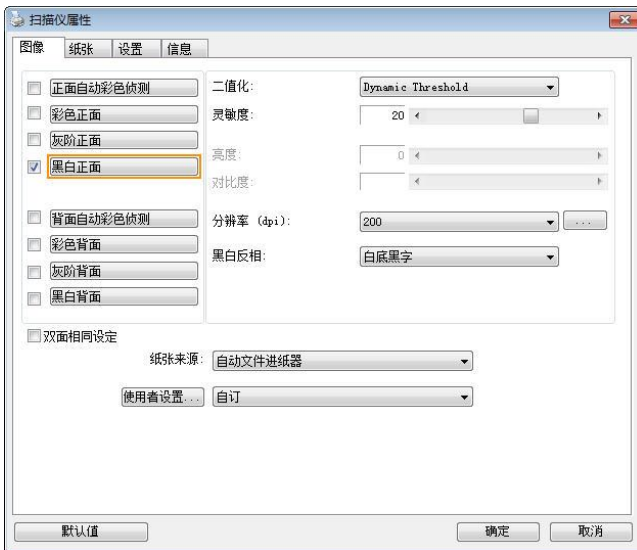 扫描仪属性
图像 纸张 设置 信息
正面自动彩色侦测 二值化: Dynamic Threshold
彩色正面 灵敏度: 20
灰阶正面 亮度: 0
黑白正面 对比度:
背面自动彩色侦测 分辨率 (dpi): 200 ...
彩色背面 黑白反相: 白底黑字
灰阶背面
黑白背面
双面相同设定
纸张来源: 自动文件进纸器
使用者设置... 自订
默认值 确定 取消